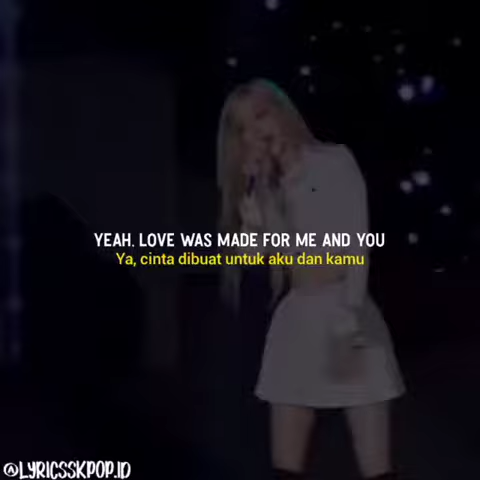 YEAH, LOVE WAS MADE FOR ME AND YOU
Ya, cinta dibuat untuk aku dan kamu
@LYRICSSKPOP.ID